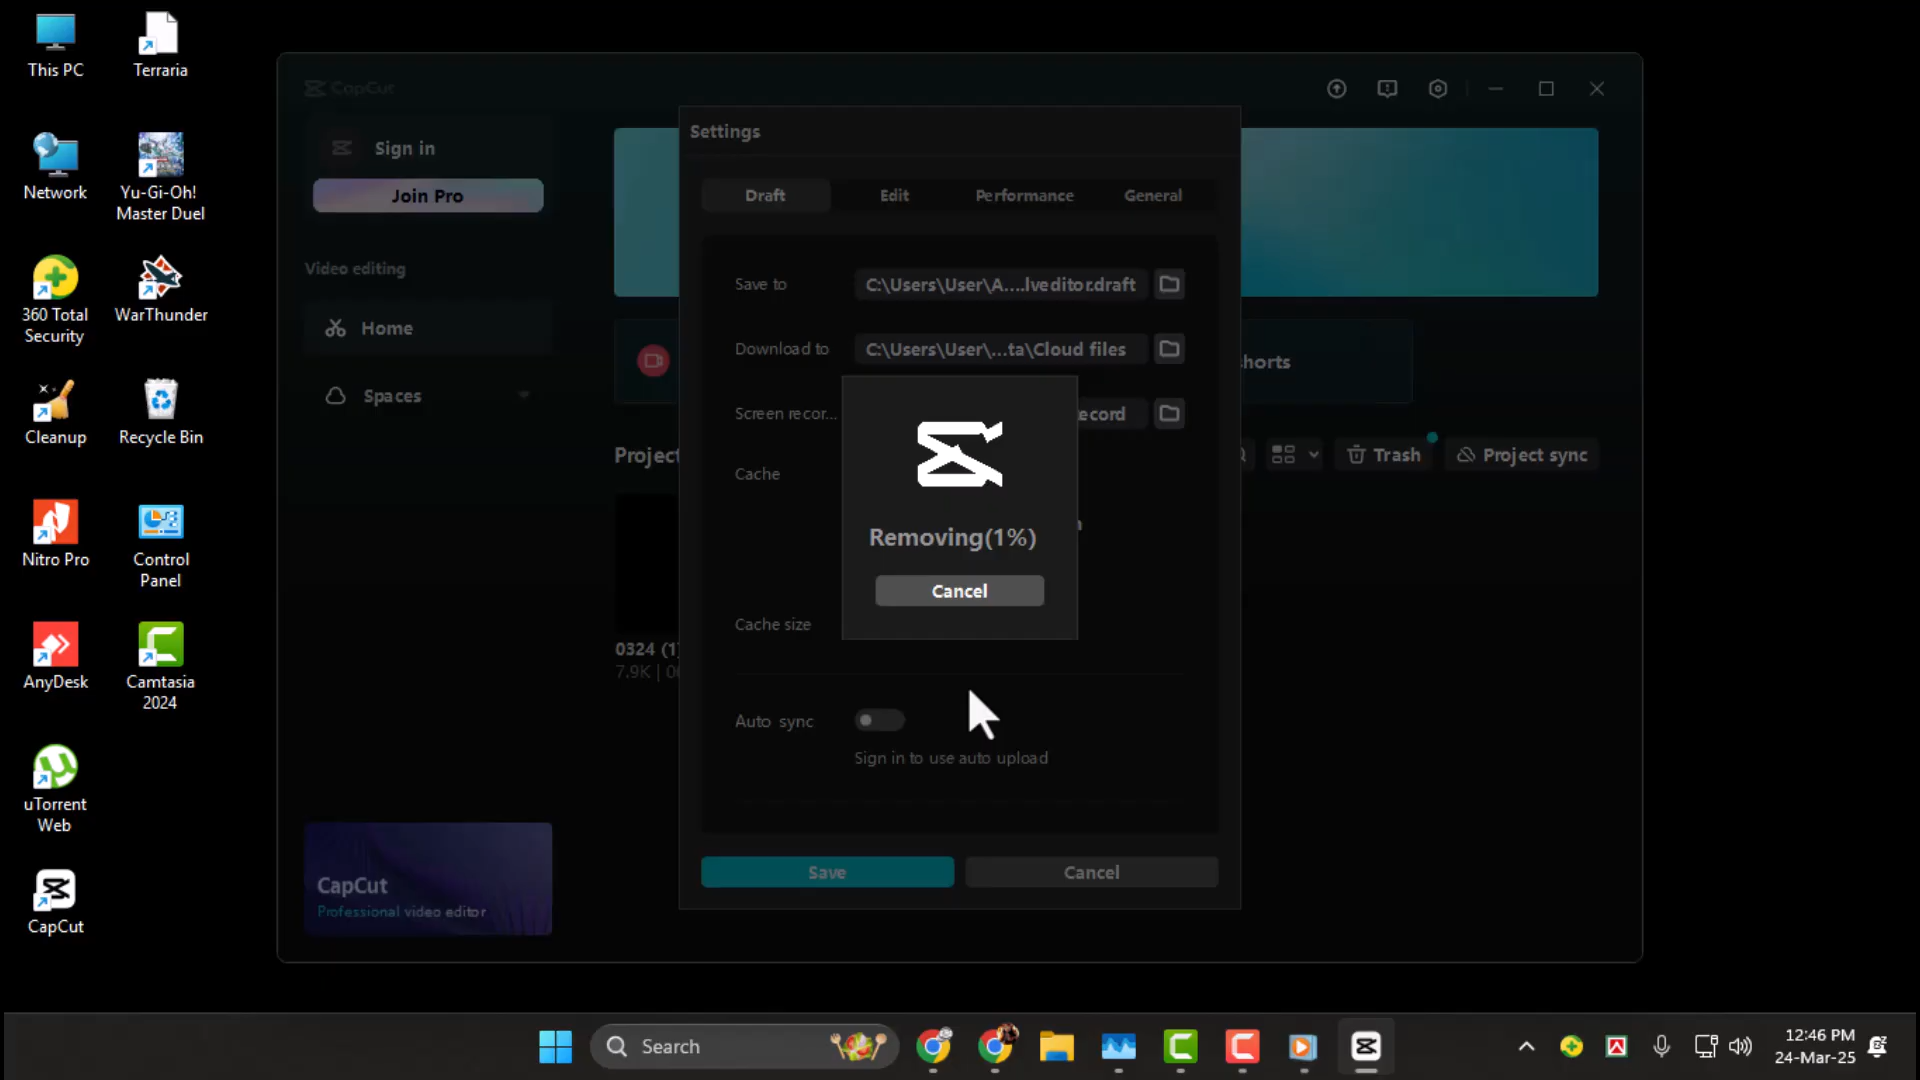 This PC
Terraria
Network
Yu-Gi-Oh!
Master Duel
360 Total
Security
WarThunder
Cleanup
Recycle Bin
Nitro Pro
Control
Panel
AnyDesk
Camtasia
2024
uTorrent
Web
CapCut
CapCut
Sign in
Join Pro
Video editing
Home
Spaces
CapCut
Professional video editor
Project
0324 (1)
7.9K
horts
Trash
Project sync
Settings
Draft
Edit
Performance
General
Save to
C:\Users\User\A....lveditor.draft
Download to
C:\Users\User\...ta\Cloud files
Screen recor...
ecord
Cache
Removing(1%)
Cancel
Cache size
Auto sync
Sign in to use auto upload
Save
Cancel
Search
12:46 PM
24-Mar-25